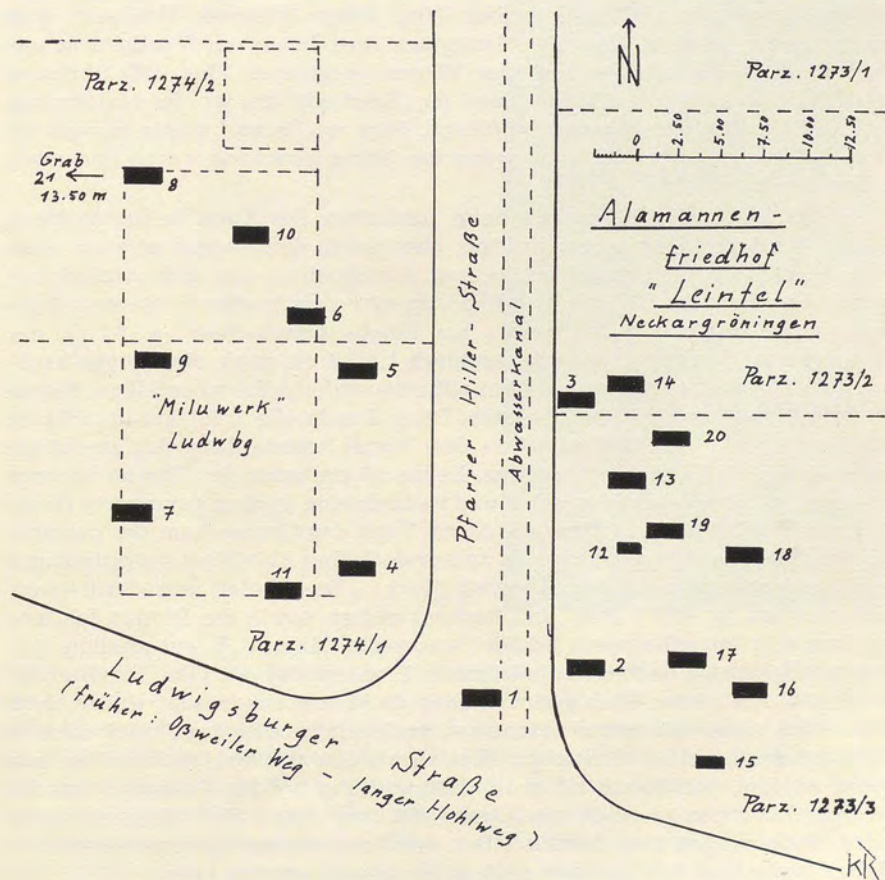 Parz. 1274/2
Grab
21
13.50 m
8
10
6
9
5
"Miluwerk"
Ludwbg
7
4
11
Parz. 1274/1
Ludwigsburger Straße
(früher: Oßweiler Weg - langer Hohlweg)
Pfarrer-Hiller-Straße
Abwasserkanal
1
N
Parz. 1273/1
0 2.50 5.00 7.50 10.00 12.50
Alamannen-
friedhof
"Leintel"
Neckargröningen
Parz. 1273/2
3
14
20
13
19
12
18
2
17
16
15
Parz. 1273/3
KR